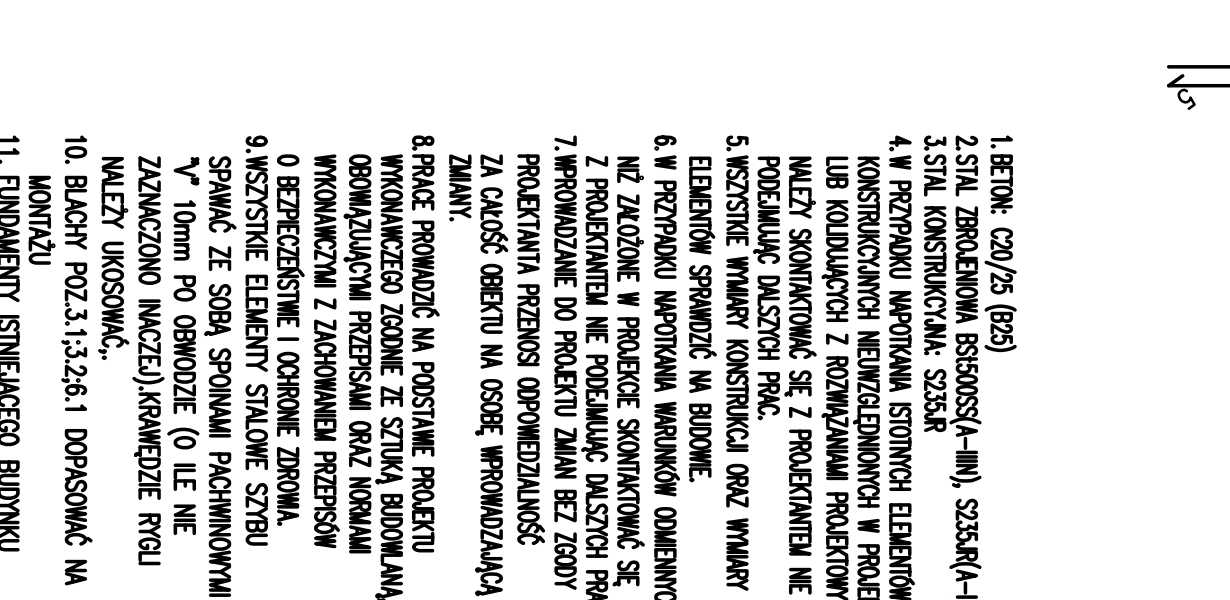 1. BETON: C20/25 (B25)
2.STAL ZBROJENIOWA BSt500SS(A-IIIN), S235JR(A-I
3.STAL KONSTRUKCYJNA: S235JR
4.W PRZYPADKU NAPOTKANIA ISTOTNYCH ELEMENTÓW
KONSTRUKCYJNYCH NIEUWZGLĘDNIONYCH W PROJE
LUB KOLIDUJĄCYCH Z ROZWIĄZANIAMI PROJEKTOWY
NALEŻY SKONTAKTOWAĆ SIĘ Z PROJEKTANTEM NIE
PODEJMUJĄC DALSZYCH PRAC.
5.WSZYSTKIE WYMIARY KONSTRUKCJI ORAZ WYMIARY
ELEMENTÓW SPRAWDZIĆ NA BUDOWIE.
6.W PRZYPADKU NAPOTKANIA WARUNKÓW ODMIENNYC
NIŻ ZAŁOŻONE W PROJEKCIE SKONTAKTOWAĆ SIĘ
Z PROJEKTANTEM NIE PODEJMUJĄC DALSZYCH PRA
7.WPROWADZANIE DO PROJEKTU ZMIAN BEZ ZGODY
PROJEKTANTA PRZENOSI ODPOWIEDZIALNOŚĆ
ZA CAŁOŚĆ OBIEKTU NA OSOBĘ WPROWADZAJĄCĄ
ZMIANY.
8.PRACE PROWADZIĆ NA PODSTAWIE PROJEKTU
WYKONAWCZEGO ZGODNIE ZE SZTUKĄ BUDOWLANĄ,
OBOWIĄZUJĄCYMI PRZEPISAMI ORAZ NORMAMI
WYKONAWCZYMI Z ZACHOWANIEM PRZEPISÓW
O BEZPIECZEŃSTWIE I OCHRONIE ZDROWIA.
9.WSZYSTKIE ELEMENTY STALOWE SZYBU
SPAWAĆ ZE SOBĄ SPOINAMI PACHWINOWYMI
"V" 10mm PO OBWODZIE (O ILE NIE
ZAZNACZONO INACZEJ).KRAWĘDZIE RYGLI
NALEŻY UKOSOWAĆ,.
10. BLACHY POZ.3.1;3.2;6.1 DOPASOWAĆ NA
MONTAŻU
11. FUNDAMENTY ISTNIEJĄCEGO BUDYNKU
5